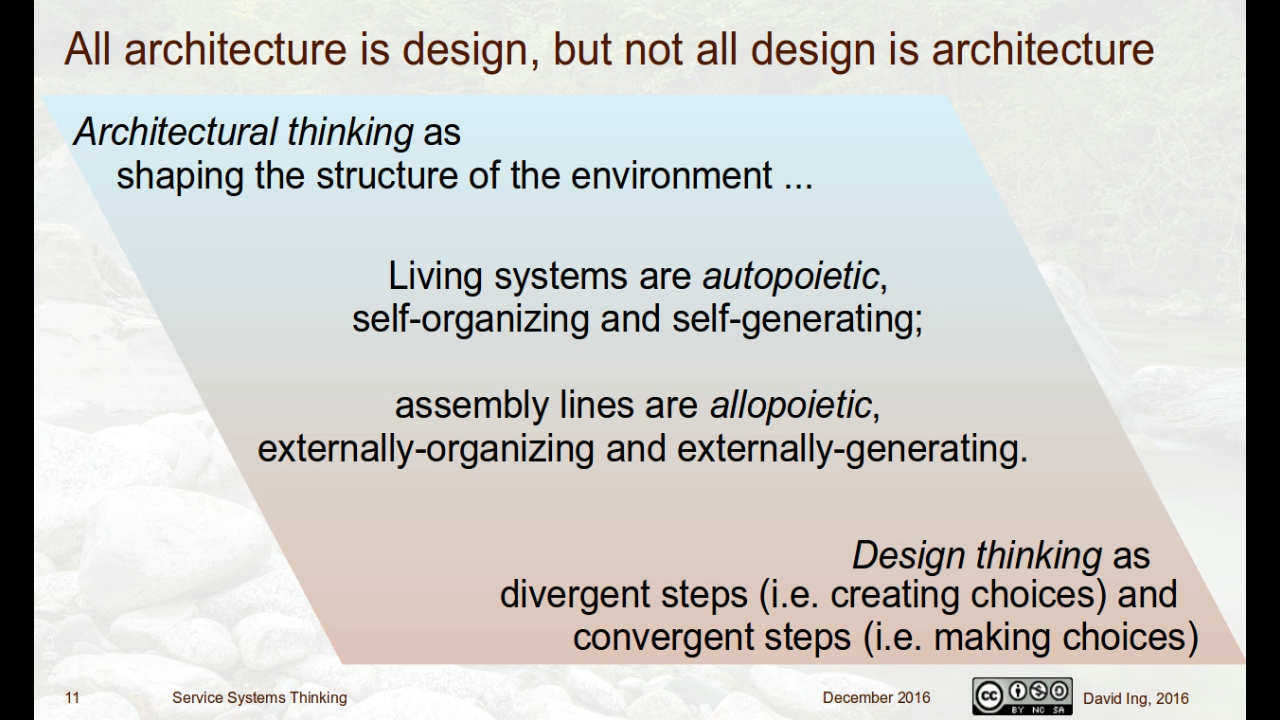 All architecture is design, but not all design is architecture
Architectural thinking as
shaping the structure of the environment ...
Living systems are autopoietic,
self-organizing and self-generating;
assembly lines are allopoietic,
externally-organizing and externally-generating.
Design thinking as
divergent steps (i.e. creating choices) and
convergent steps (i.e. making choices)
11 Service Systems Thinking December 2016 cc BY NC SA David Ing, 2016